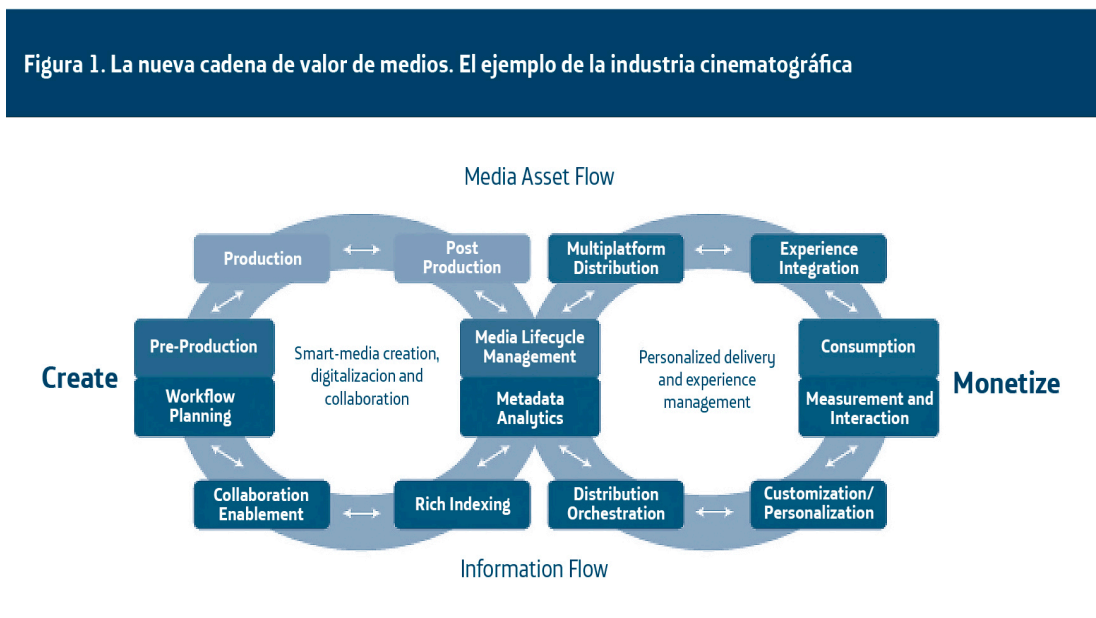 Figura 1. La nueva cadena de valor de medios. El ejemplo de la industria cinematográfica
Media Asset Flow
Production
Post
Production
Multiplatform
Distribution
Experience
Integration
Create
Pre-Production
Workflow
Planning
Smart-media creation,
digitalizacion and
collaboration
Media Lifecycle
Management
Metadata
Analytics
Personalized delivery
and experience
management
Consumption
Measurement and
Interaction
Monetize
Collaboration
Enablement
Rich Indexing
Distribution
Orchestration
Customization/
Personalization
Information Flow